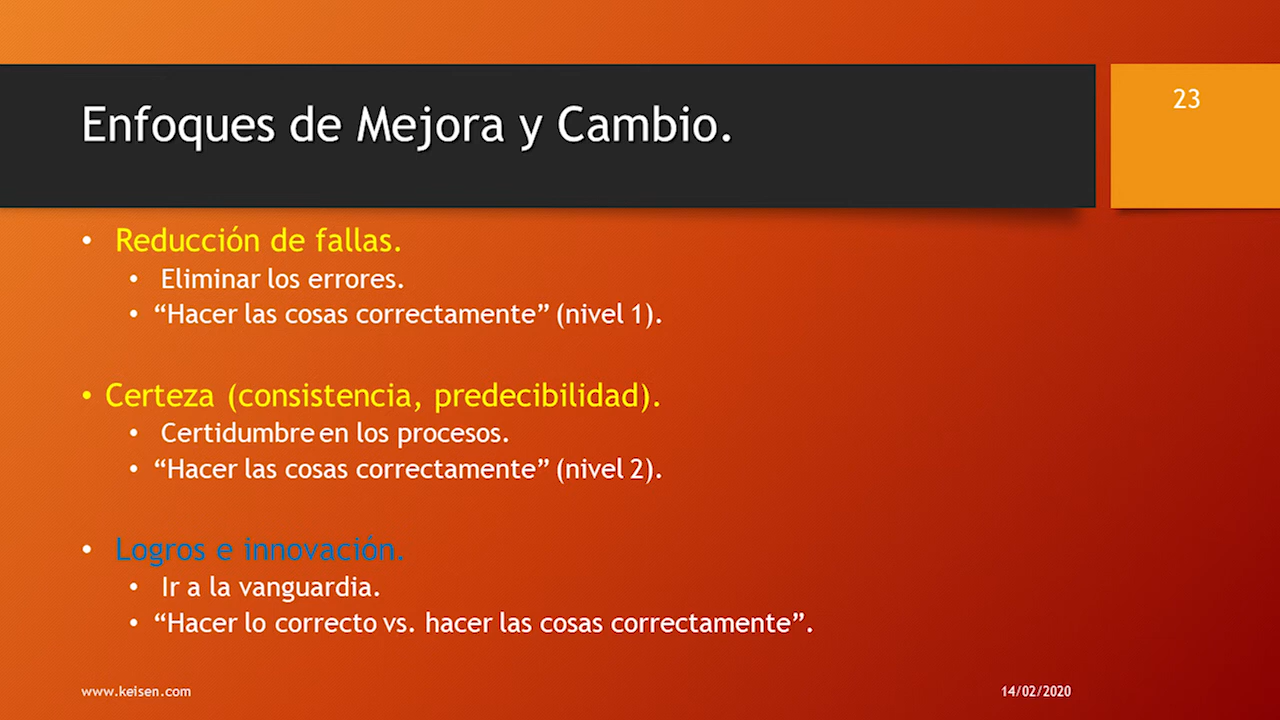 Enfoques de Mejora y Cambio.
23
• Reducción de fallas.
• Eliminar los errores.
• “Hacer las cosas correctamente” (nivel 1).
• Certeza (consistencia, predecibilidad).
• Certidumbre en los procesos.
• “Hacer las cosas correctamente” (nivel 2).
• Logros e innovación.
• Ir a la vanguardia.
• “Hacer lo correcto vs. hacer las cosas correctamente”.
www.keisen.com
14/02/2020